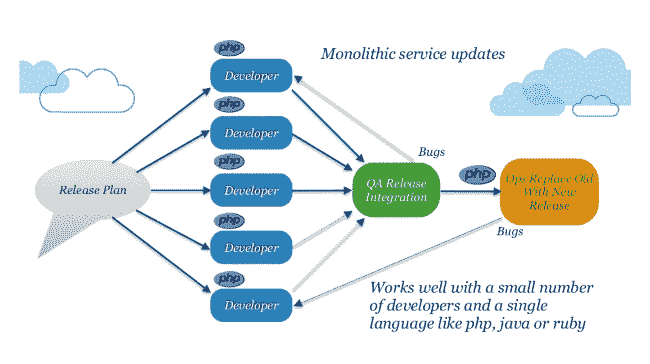 Monolithic service updates
php
Developer
php
Developer
php
Developer
php
Developer
php
Developer
Release Plan
Bugs
QA Release
Integration
php
Ops Replace Old
With New
Release
Bugs
Works well with a small number
of developers and a single
language like php, java or ruby